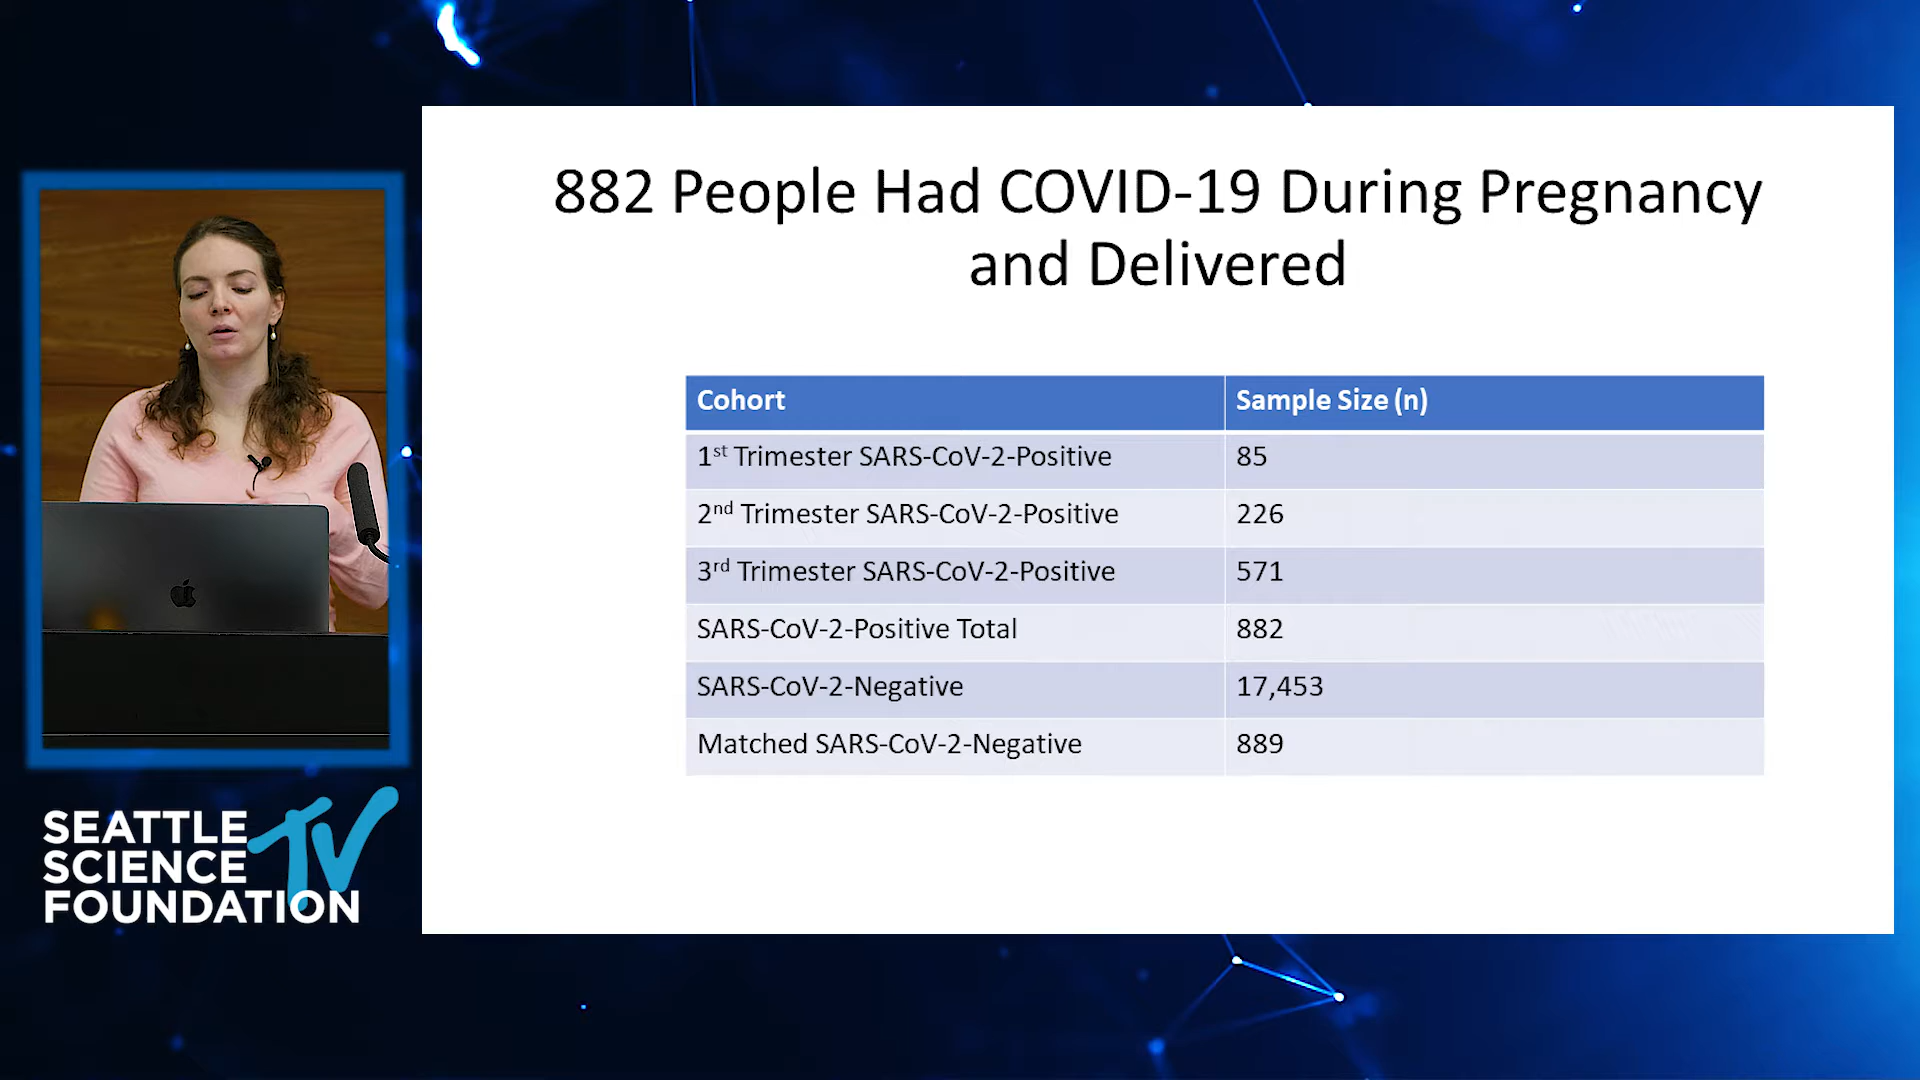 882 People Had COVID-19 During Pregnancy
and Delivered
Cohort Sample Size (n)
1st Trimester SARS-CoV-2-Positive 85
2nd Trimester SARS-CoV-2-Positive 226
3rd Trimester SARS-CoV-2-Positive 571
SARS-CoV-2-Positive Total 882
SARS-CoV-2-Negative 17,453
Matched SARS-CoV-2-Negative 889
SEATTLE TV
SCIENCE
FOUNDATION